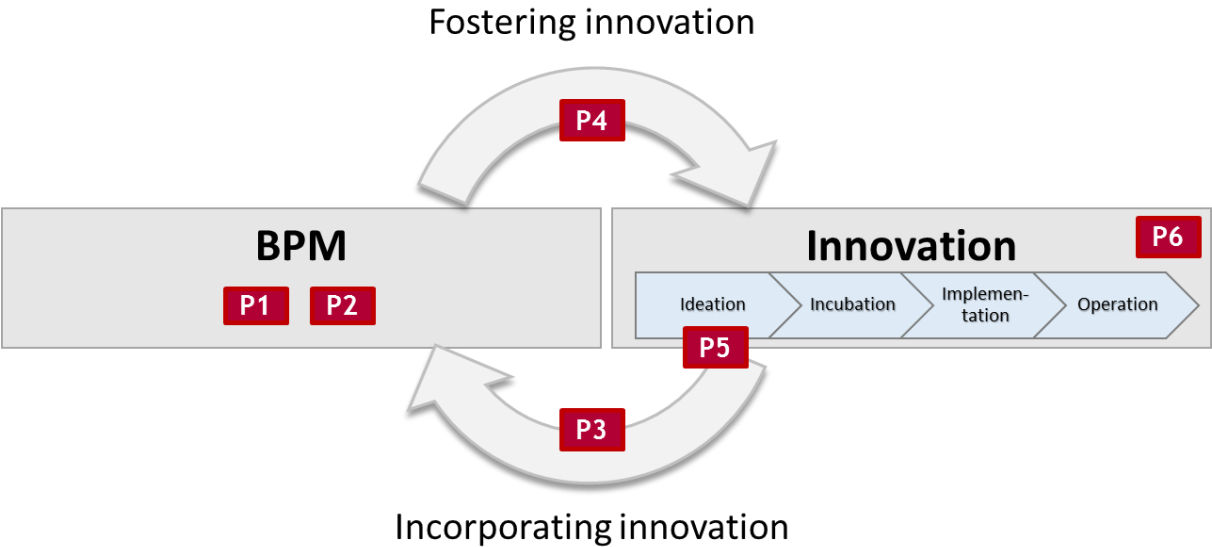 Fostering innovation
P4
BPM
P1 P2
Innovation
P6
Ideation
Incubation
Implemen-
tation
Operation
P5
P3
Incorporating innovation